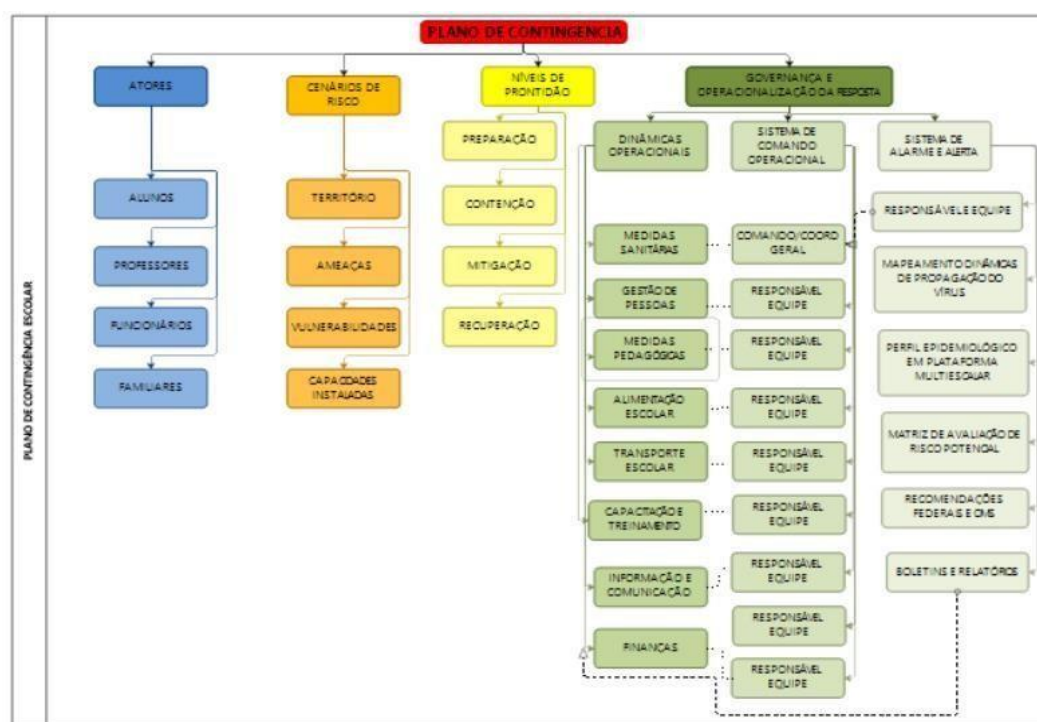 PLANO DE CONTINGÊNCIA
PLANO DE CONTINGÊNCIA ESCOLAR
ATORES
ALUNOS
PROFESSORES
FUNCIONÁRIOS
FAMILIARES
CENÁRIOS DE
RISCO
TERRITÓRIO
AMEAÇAS
VULNERABILIDADES
CAPACIDADES
INSTALADAS
NÍVEIS DE
PRONTIDÃO
PREPARAÇÃO
CONTENÇÃO
MITIGAÇÃO
RECUPERAÇÃO
GOVERNANÇA E
OPERACIONALIZAÇÃO DA RESPOSTA
DINÂMICAS
OPERACIONAIS
MEDIDAS
SANITÁRIAS
GESTÃO DE
PESSOAS
MEDIDAS
PEDAGÓGICAS
ALIMENTAÇÃO
ESCOLAR
TRANSPORTE
ESCOLAR
CAPACITAÇÃO E
TREINAMENTO
INFORMAÇÃO E
COMUNICAÇÃO
FINANÇAS
SISTEMA DE
COMANDO
OPERACIONAL
COMANDO/COORD
GERAL
RESPONSÁVEL
EQUIPE
RESPONSÁVEL
EQUIPE
RESPONSÁVEL
EQUIPE
RESPONSÁVEL
EQUIPE
RESPONSÁVEL
EQUIPE
RESPONSÁVEL
EQUIPE
RESPONSÁVEL
EQUIPE
RESPONSÁVEL
EQUIPE
SISTEMA DE
ALARME E ALERTA
RESPONSÁVEL E EQUIPE
MAPEAMENTO DINÂMICAS
DE PROPAGAÇÃO DO
VÍRUS
PERFIL EPIDEMIOLÓGICO
EM PLATAFORMA
MULTIESCALAR
MATRIZ DE AVALIAÇÃO DE
RISCO POTENCIAL
RECOMENDAÇÕES
FEDERAIS E OMS
BOLETINS E RELATÓRIOS